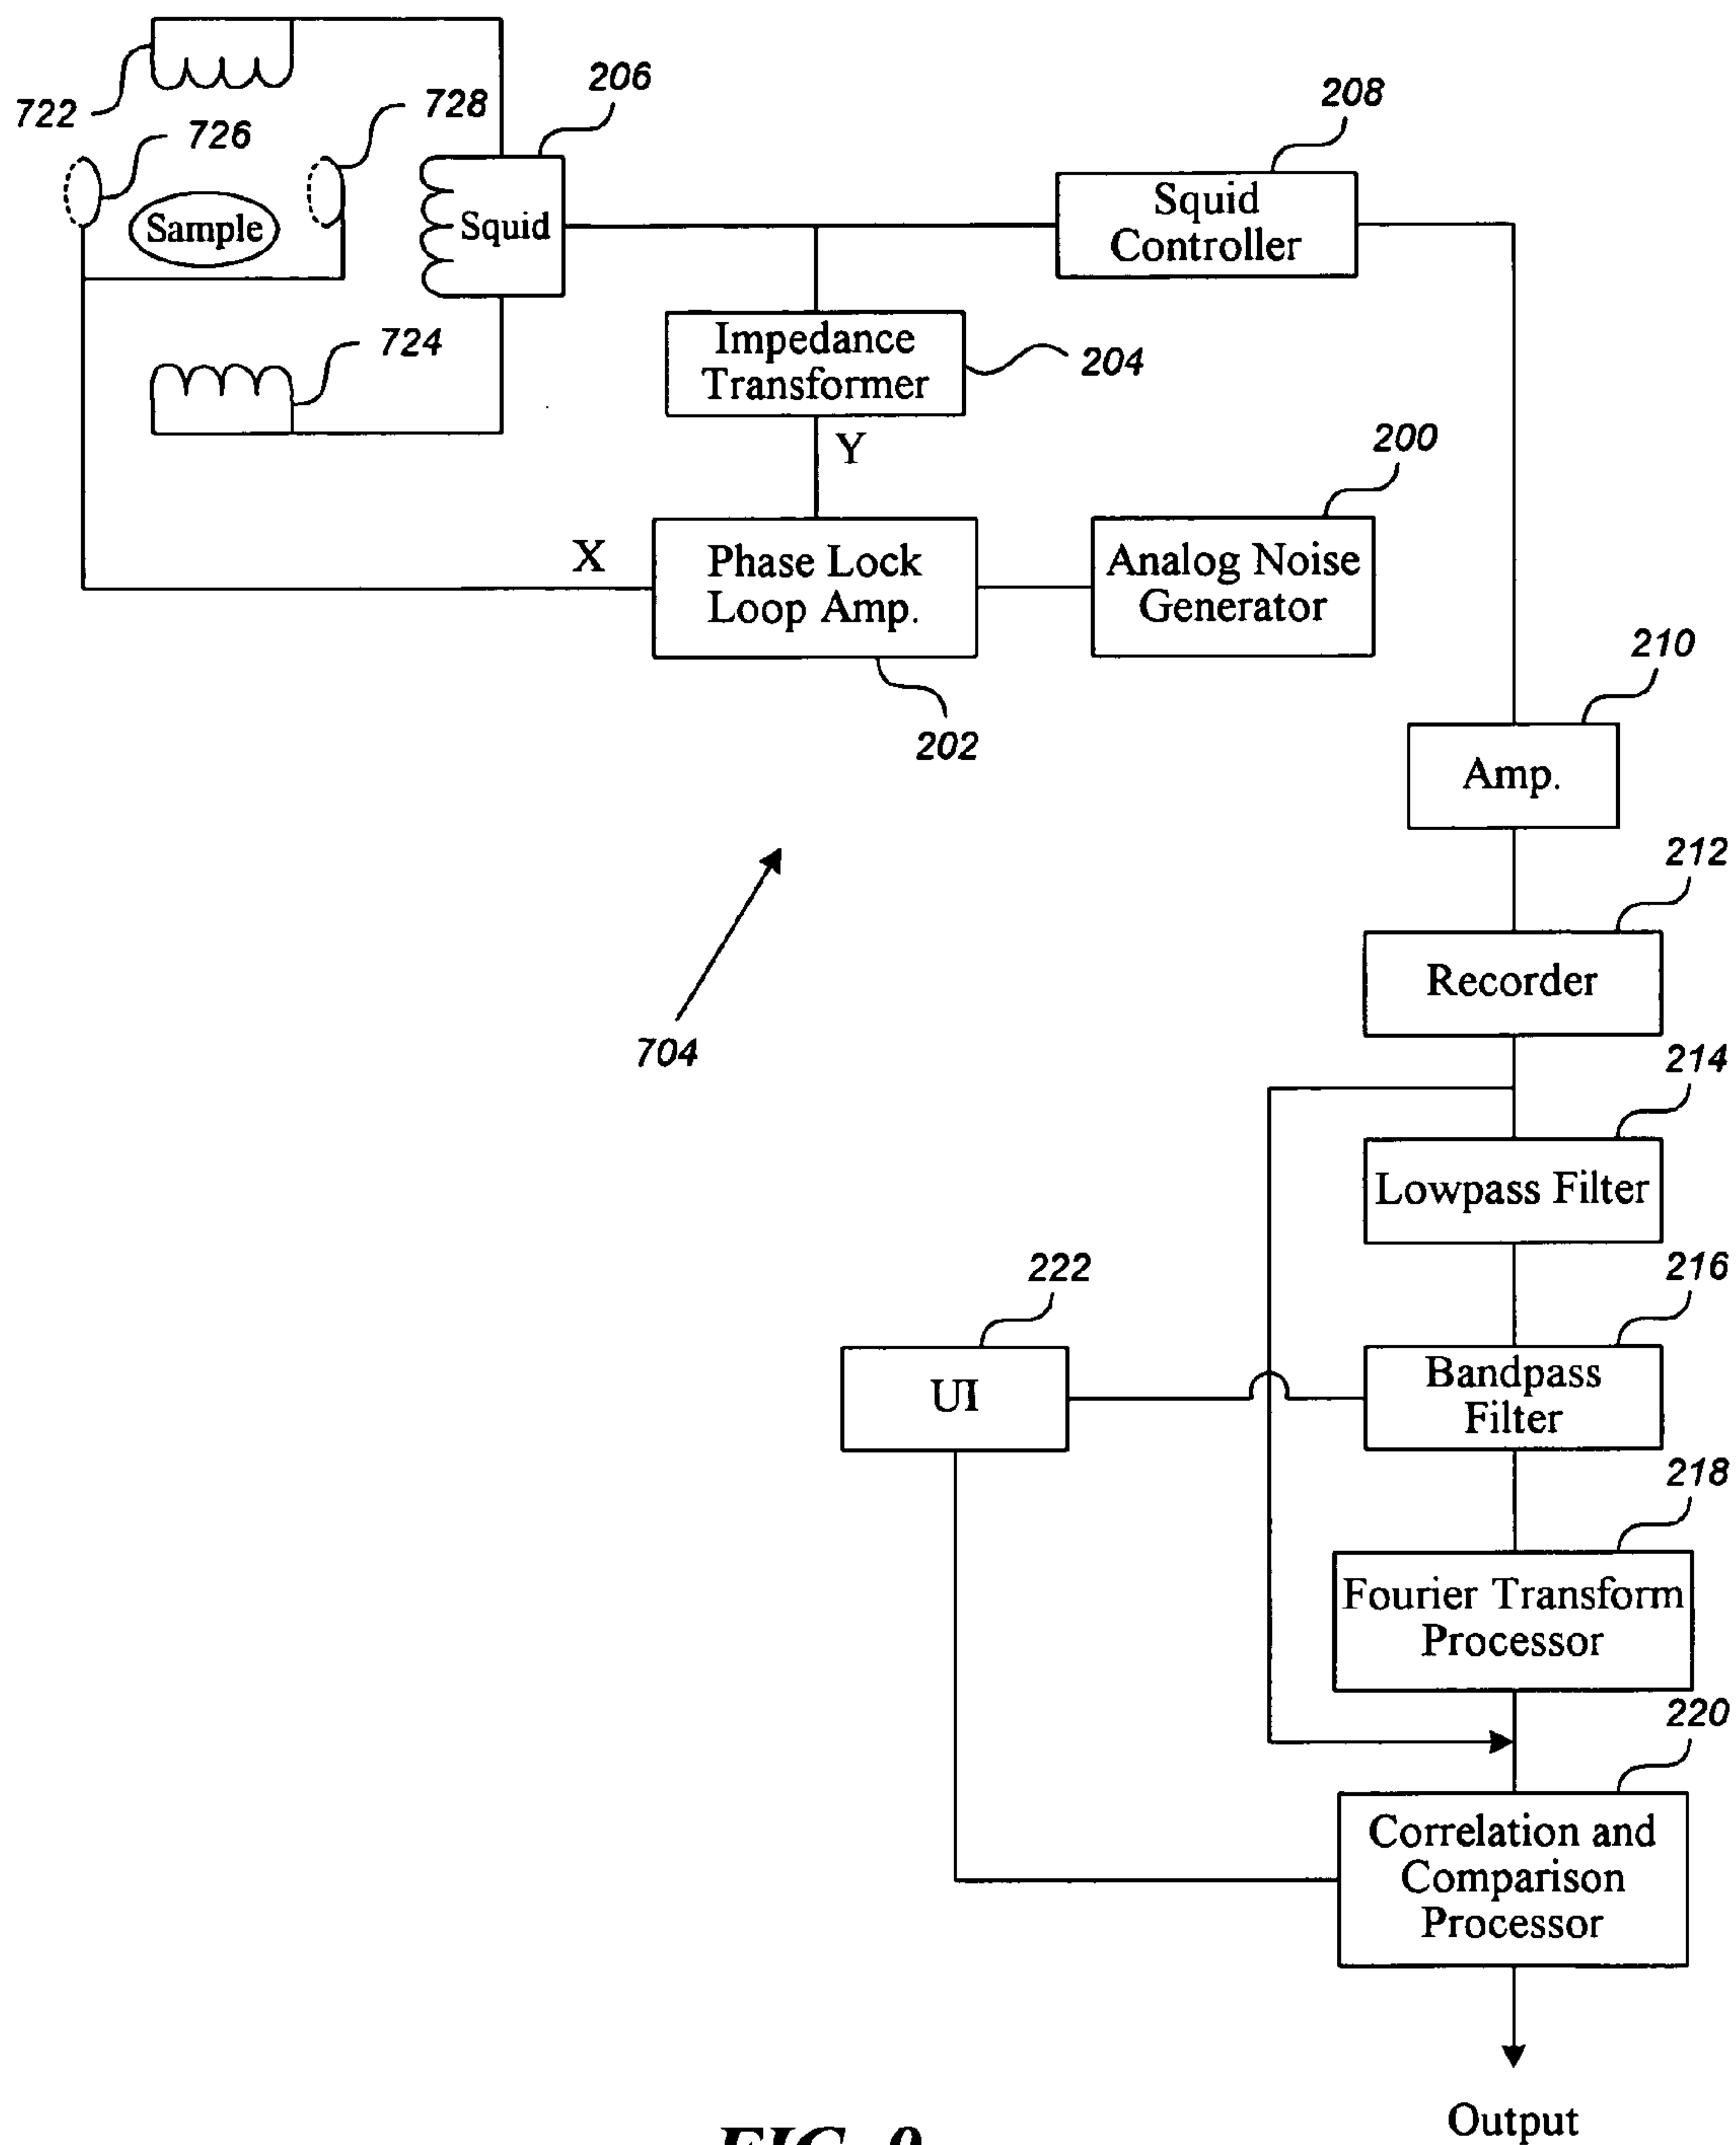 722
726
728
206
208
Sample
Squid
Squid
Controller
724
Impedance
Transformer
204
Y
200
X
Phase Lock
Loop Amp.
Analog Noise
Generator
202
210
Amp.
212
Recorder
704
214
Lowpass Filter
222
216
UI
Bandpass
Filter
218
Fourier Transform
Processor
220
Correlation and
Comparison
Processor
Output